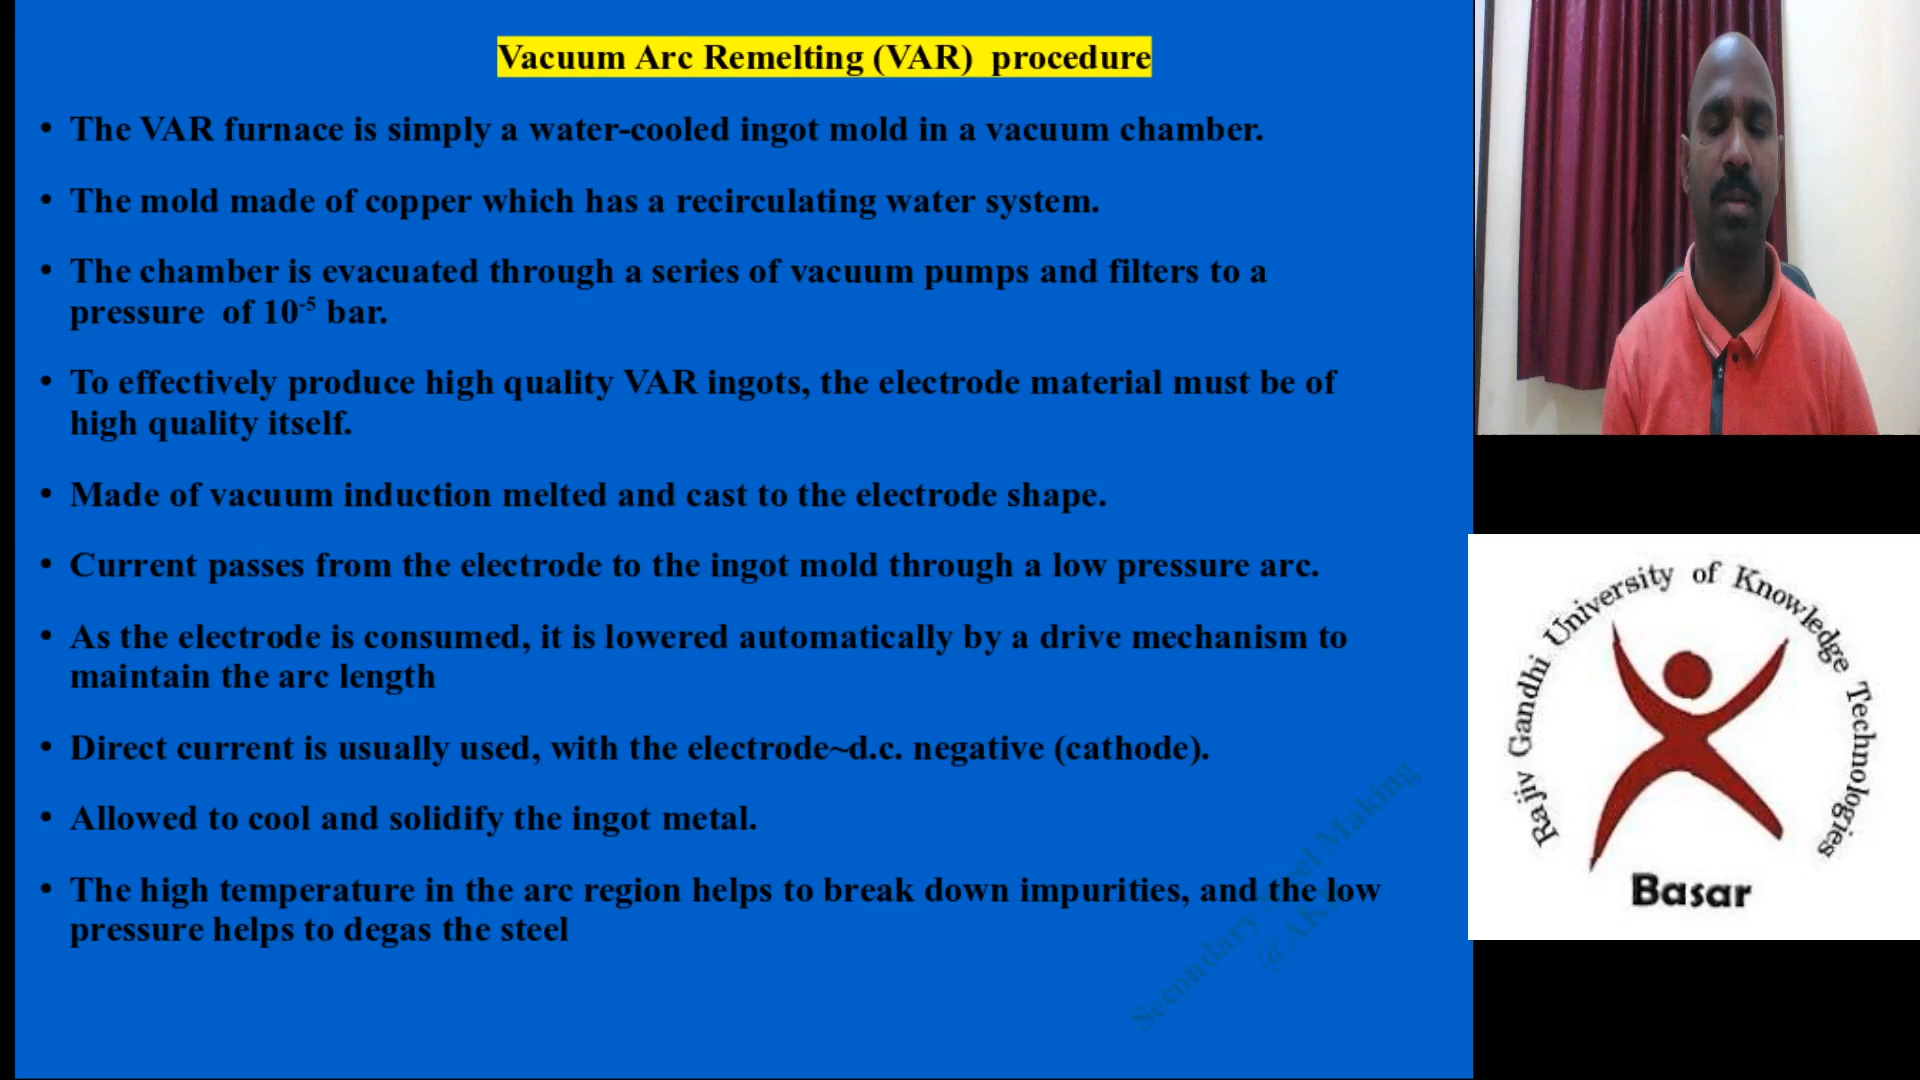 Vacuum Arc Remelting (VAR) procedure
• The VAR furnace is simply a water-cooled ingot mold in a vacuum chamber.
• The mold made of copper which has a recirculating water system.
• The chamber is evacuated through a series of vacuum pumps and filters to a
pressure of 10⁻⁵ bar.
• To effectively produce high quality VAR ingots, the electrode material must be of
high quality itself.
• Made of vacuum induction melted and cast to the electrode shape.
• Current passes from the electrode to the ingot mold through a low pressure arc.
• As the electrode is consumed, it is lowered automatically by a drive mechanism to
maintain the arc length
• Direct current is usually used, with the electrode~d.c. negative (cathode).
• Allowed to cool and solidify the ingot metal.
• The high temperature in the arc region helps to break down impurities, and the low
pressure helps to degas the steel
Secondary Steel Making
Rajiv Gandhi University of Knowledge Technologies
Basar